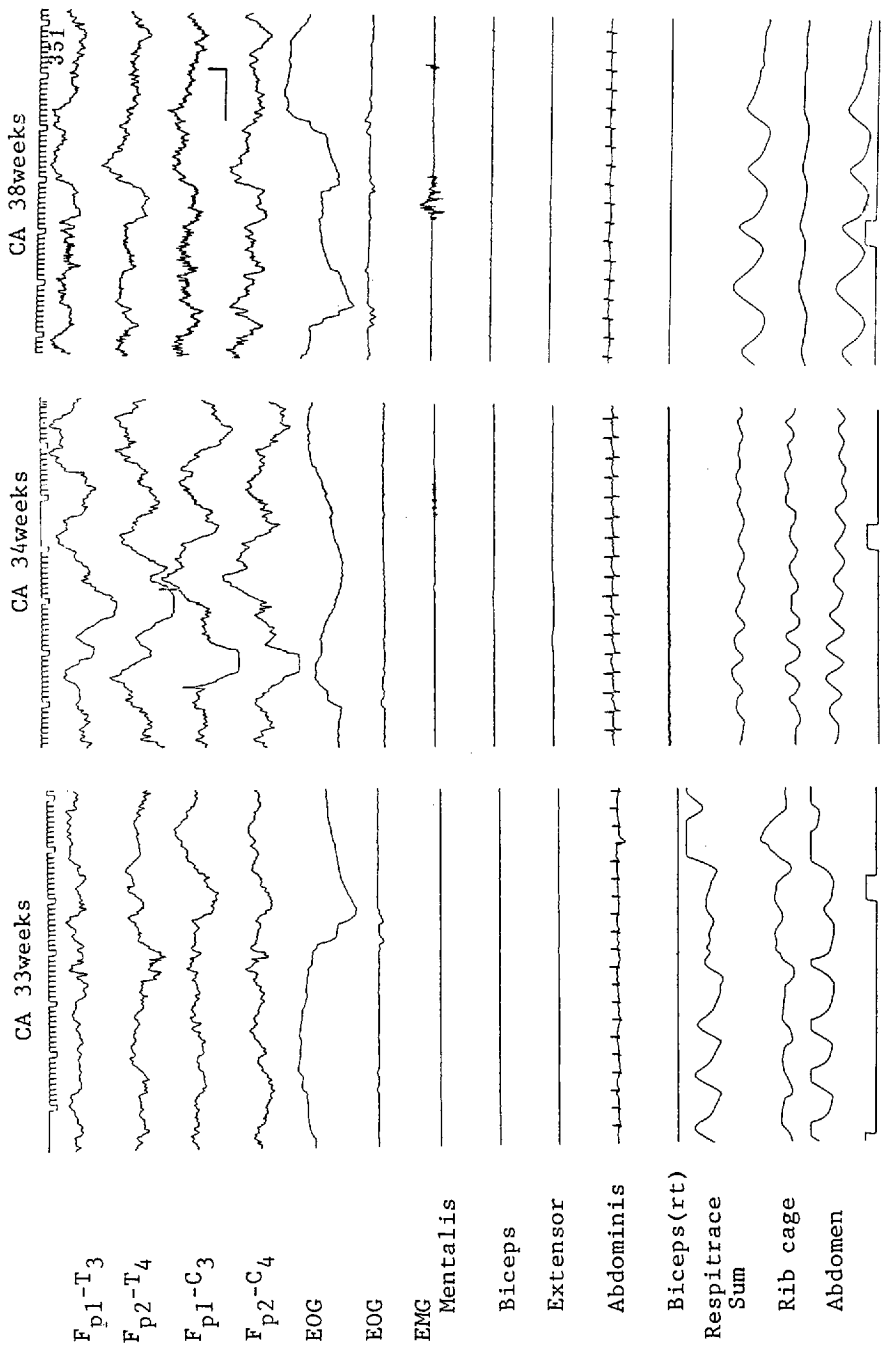 CA 33weeks
CA 34weeks
CA 38weeks
351
Fp1-T3
Fp2-T4
Fp1-C3
Fp2-C4
EOG
EOG
EMG
Mentalis
Biceps
Extensor
Abdominis
Biceps(rt)
Respitrace
Sum
Rib cage
Abdomen